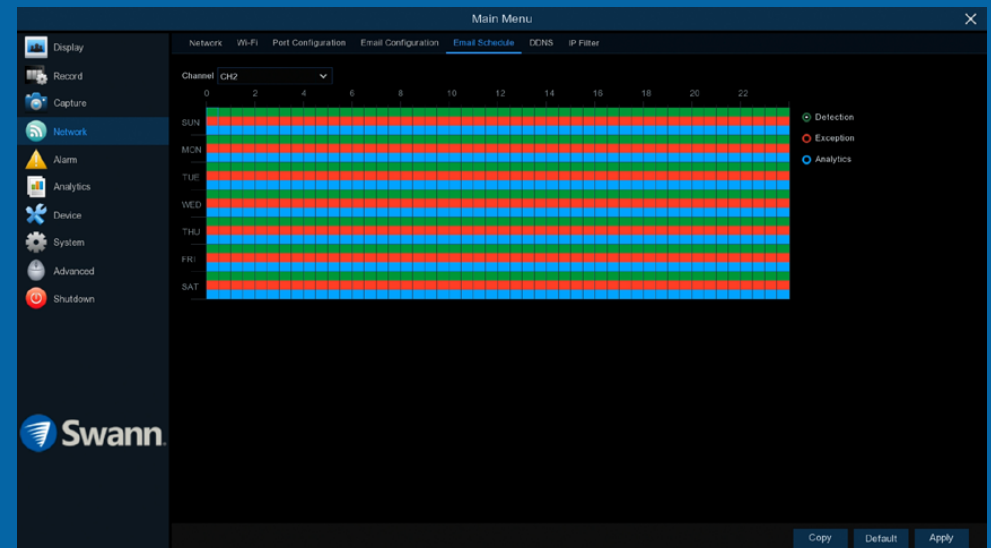 Main Menu
Display
Record
Capture
Network
Alarm
Analytics
Device
System
Advanced
Shutdown
Swann
Network Wi-Fi Port Configuration Email Configuration Email Schedule DDNS IP Filter
Channel CH2
0 2 4 6 8 10 12 14 16 18 20 22
SUN
MON
TUE
WED
THU
FRI
SAT
Detection
Exception
Analytics
Copy Default Apply